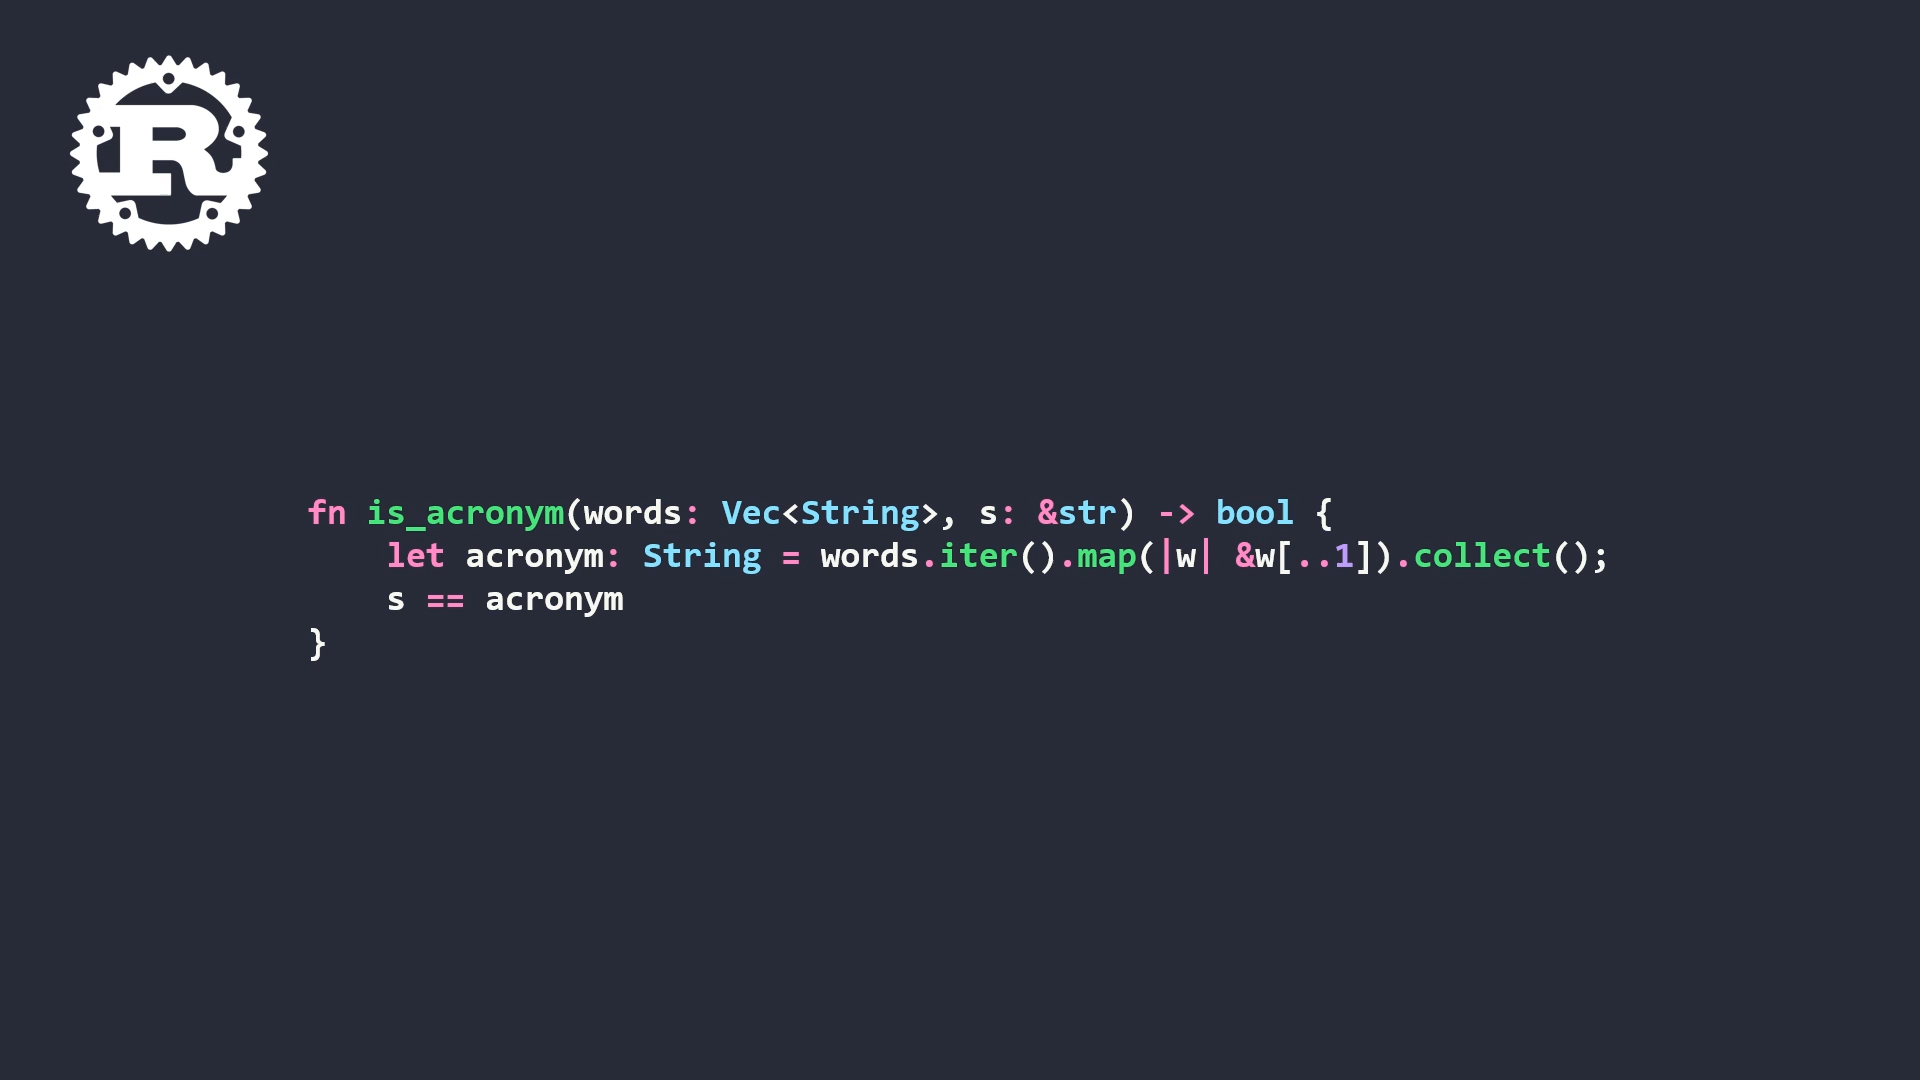 R
fn is_acronym(words: Vec<String>, s: &str) -> bool {
    let acronym: String = words.iter().map(|w| &w[..1]).collect();
    s == acronym
}